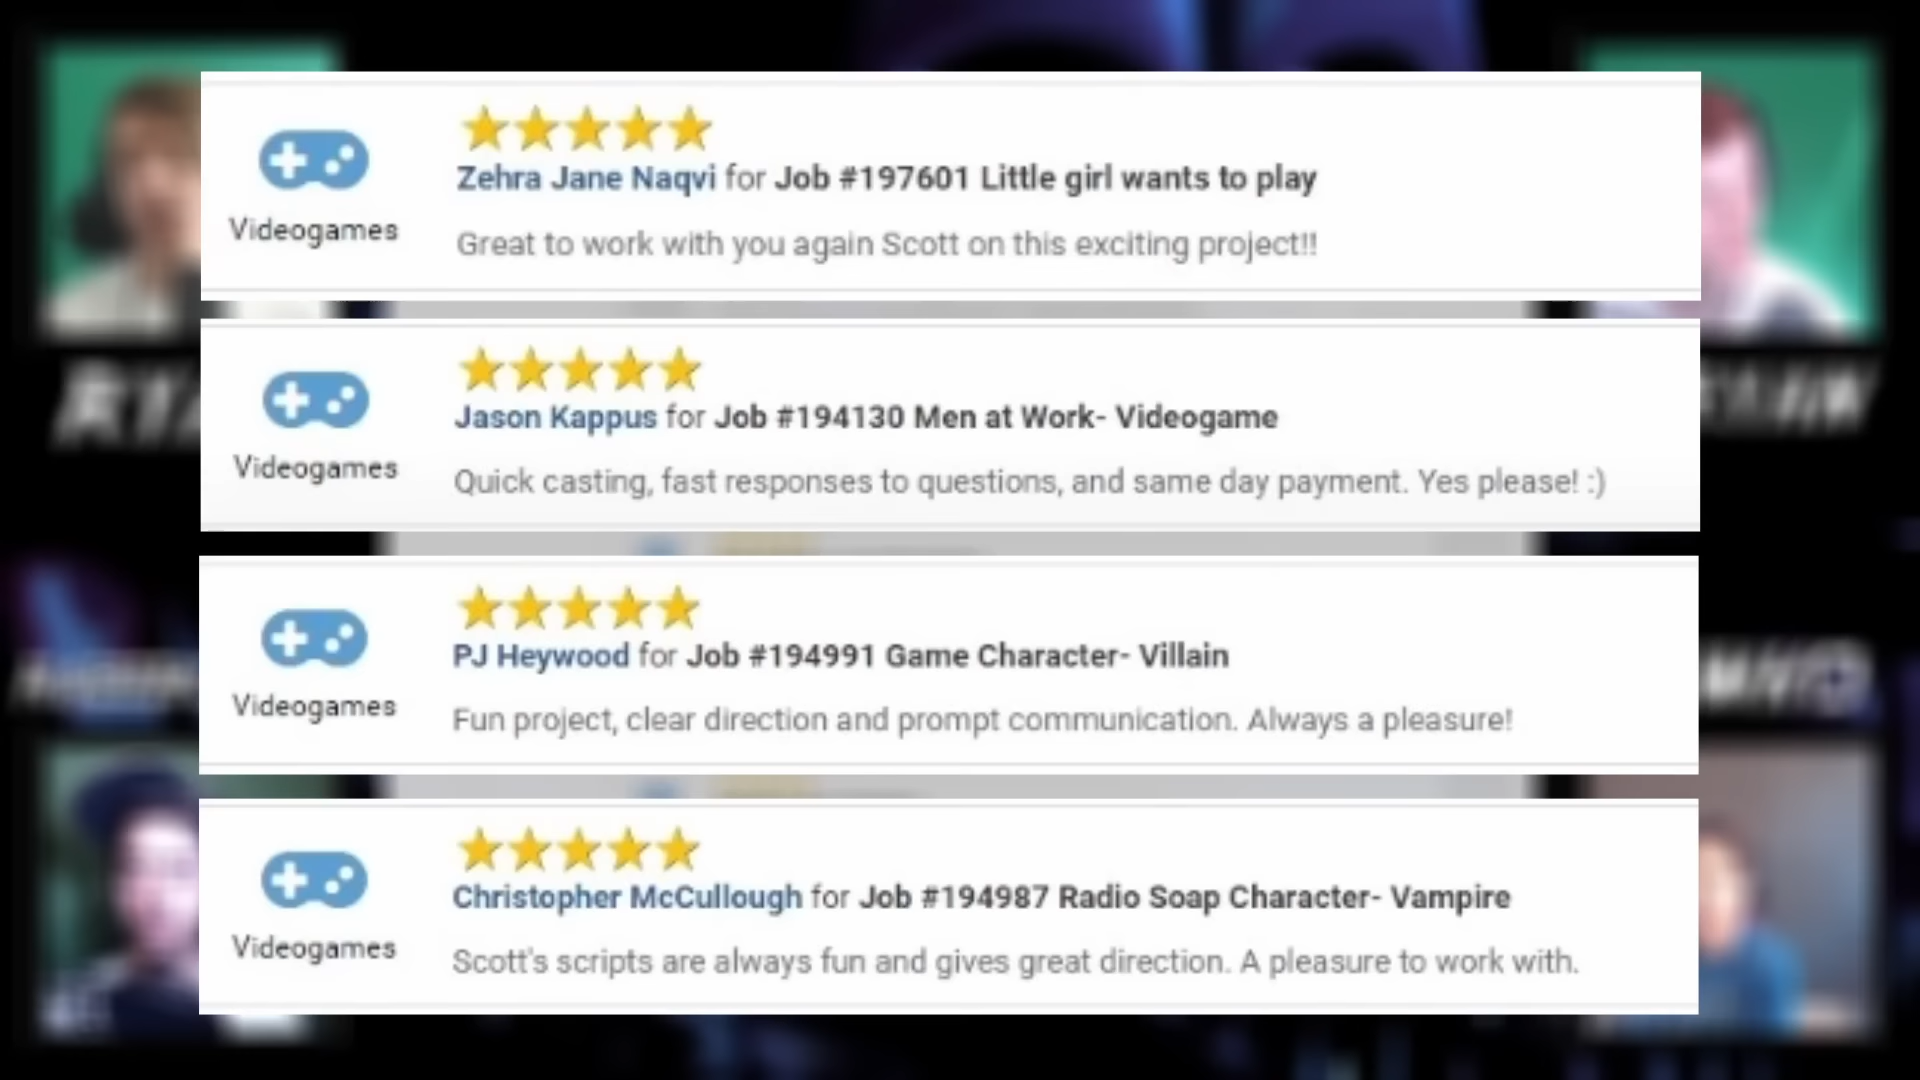 Zehra Jane Naqvi for Job #197601 Little girl wants to play
Videogames
Great to work with you again Scott on this exciting project!!
Jason Kappus for Job #194130 Men at Work- Videogame
Videogames
Quick casting, fast responses to questions, and same day payment. Yes please! :)
PJ Heywood for Job #194991 Game Character- Villain
Videogames
Fun project, clear direction and prompt communication. Always a pleasure!
Christopher McCullough for Job #194987 Radio Soap Character- Vampire
Videogames
Scott's scripts are always fun and gives great direction. A pleasure to work with.